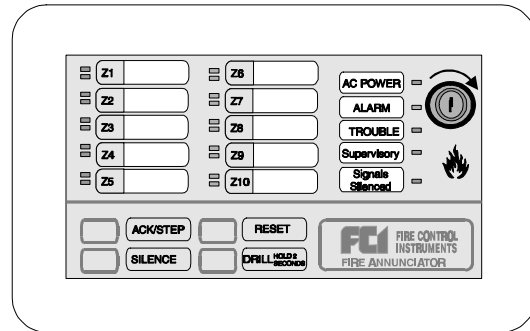 Z1
Z2
Z3
Z4
Z5
Z6
Z7
Z8
Z9
Z10
AC POWER
ALARM
TROUBLE
Supervisory
Signals
Silenced
ACK/STEP
RESET
SILENCE
DRILL HOLD 2
SECONDS
FCI FIRE CONTROL
INSTRUMENTS
FIRE ANNUNCIATOR